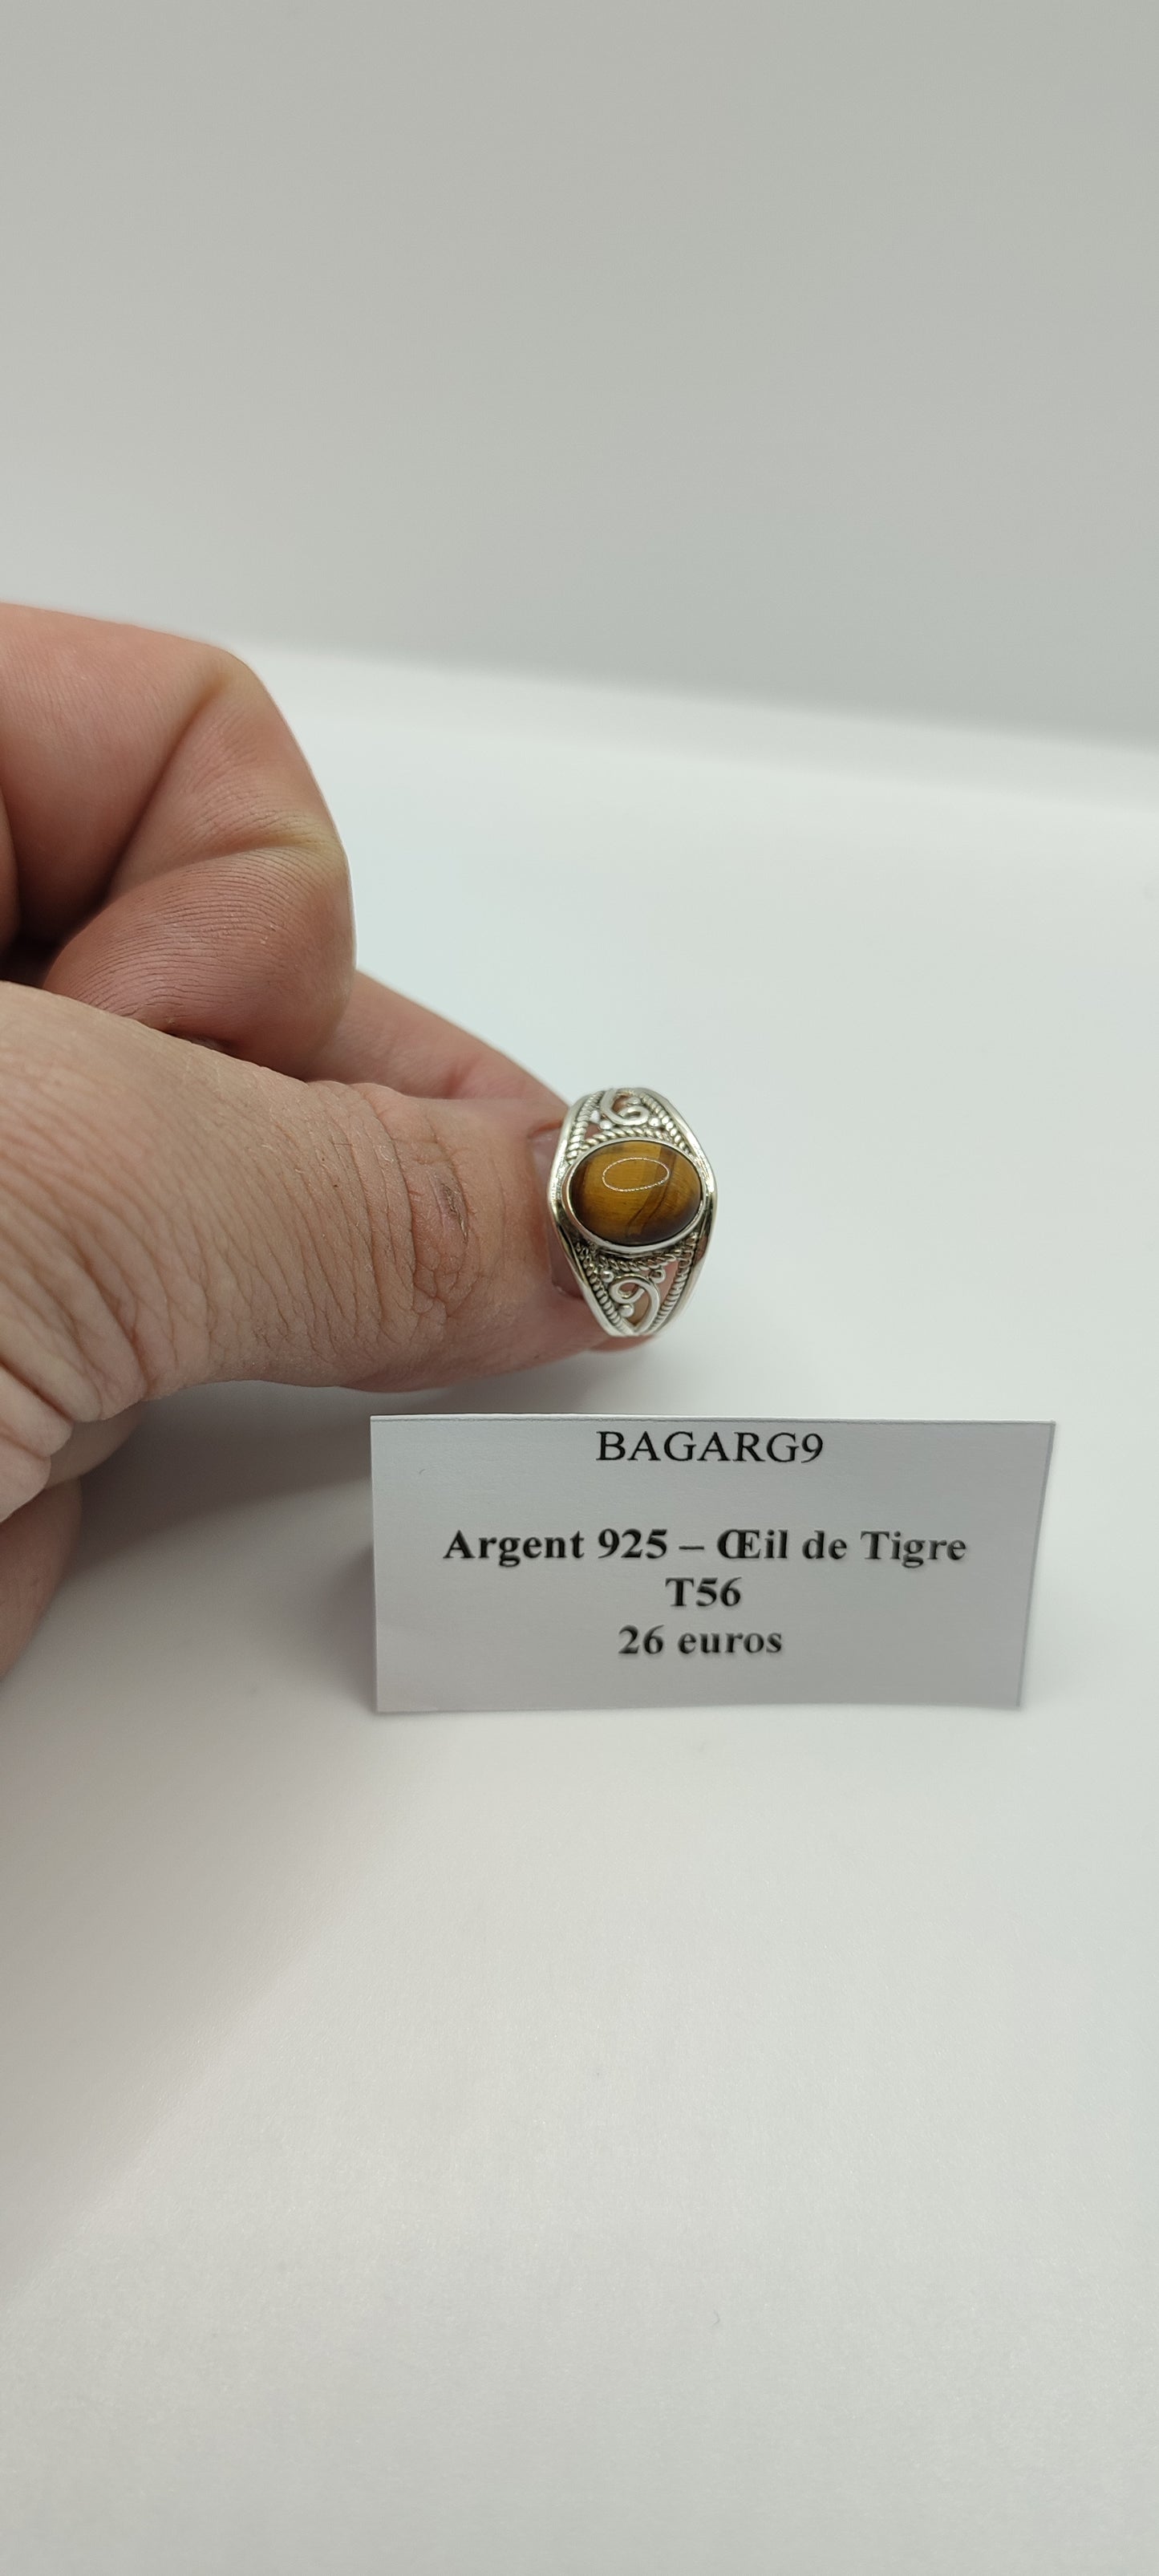 BAGARG9
Argent 925 – Œil de Tigre
T56
26 euros